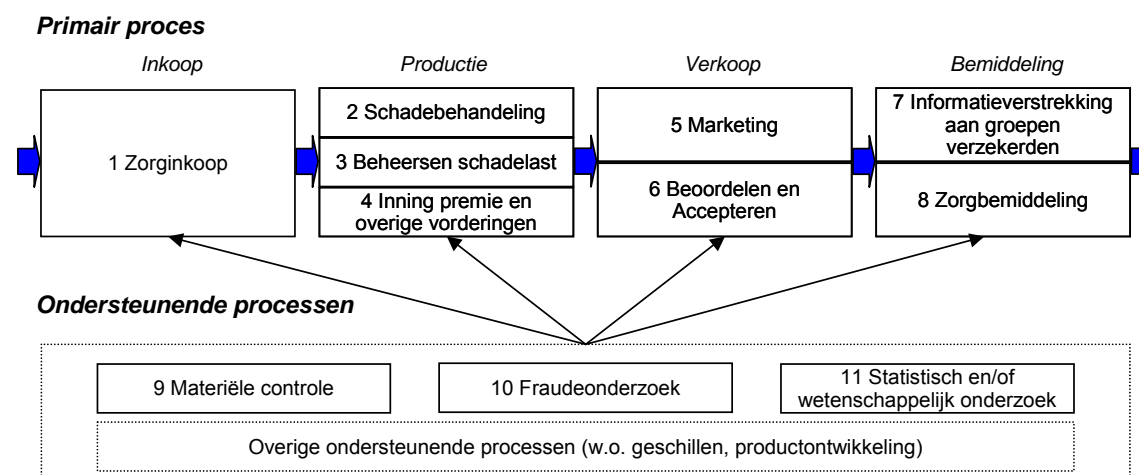 Primair proces
Inkoop
Productie
Verkoop
Bemiddeling
1 Zorginkoop
2 Schadebehandeling
3 Beheersen schadelast
4 Inning premie en
overige vorderingen
5 Marketing
6 Beoordelen en
Accepteren
7 Informatieverstrekking
aan groepen
verzekerden
8 Zorgbemiddeling
Ondersteunende processen
9 Materiële controle
10 Fraudeonderzoek
11 Statistisch en/of
wetenschappelijk onderzoek
Overige ondersteunende processen (w.o. geschillen, productontwikkeling)